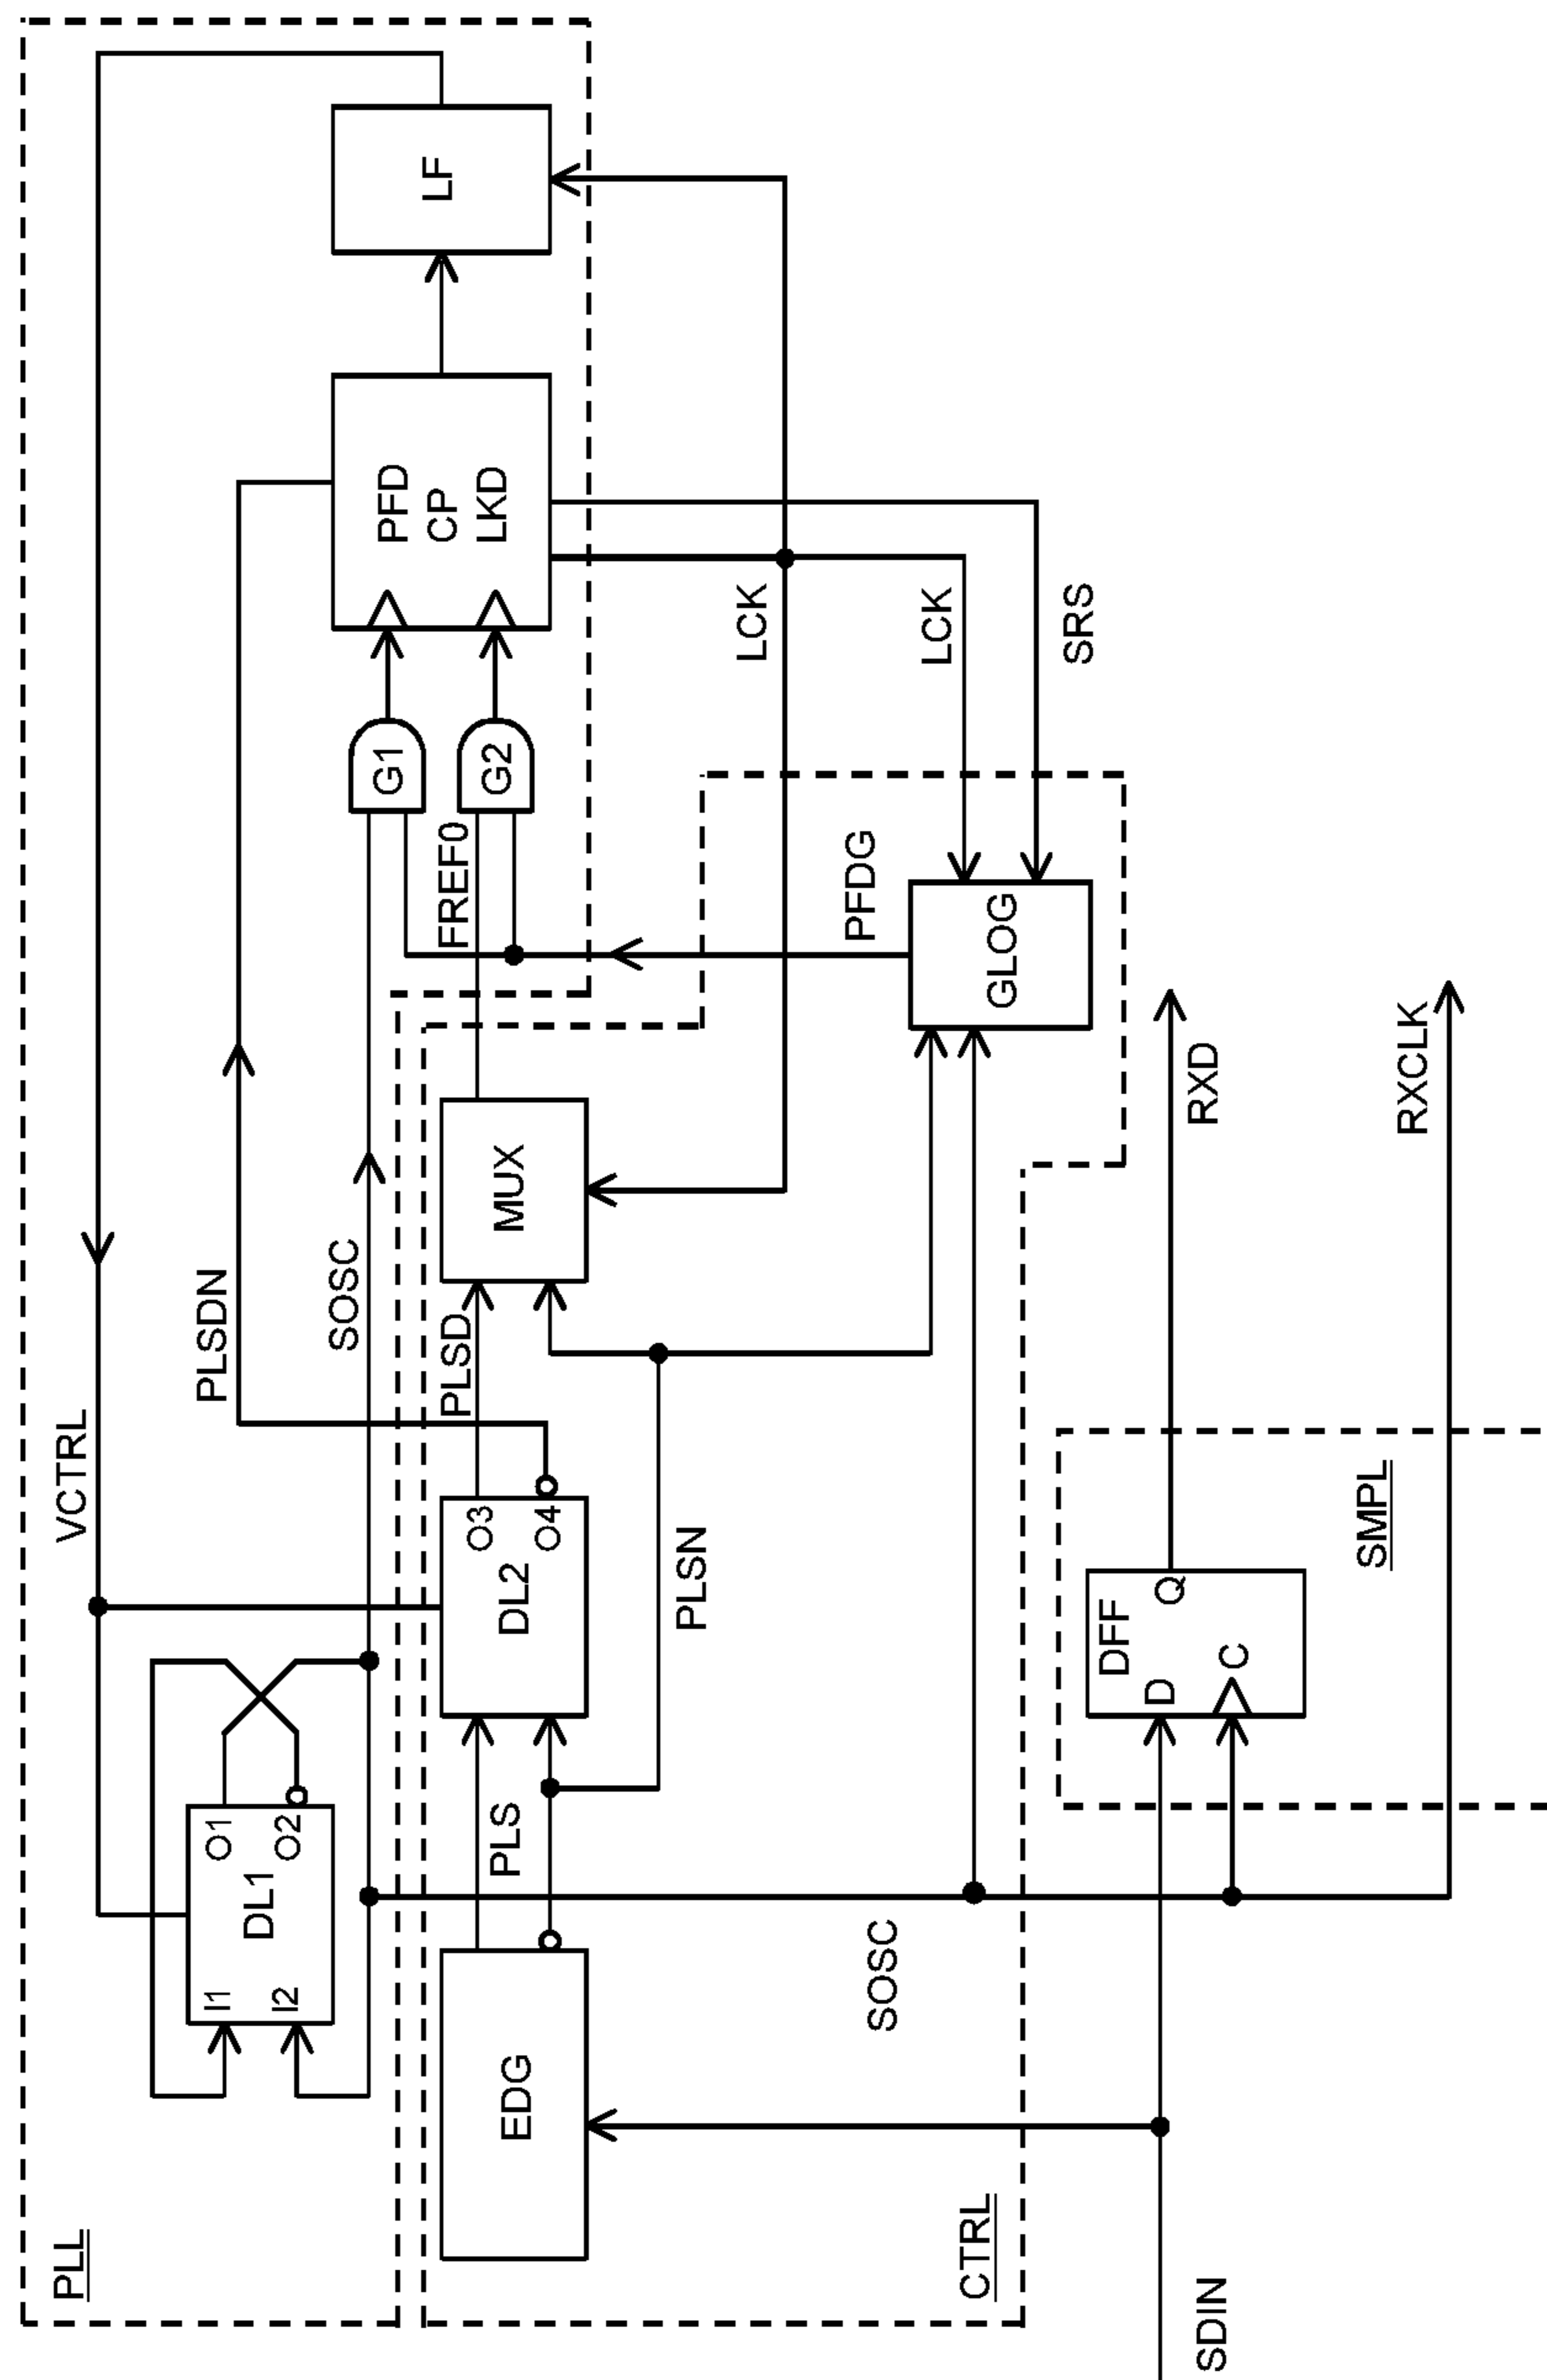 PLL
VCTRL
I1
I2
DL1
O1
O2
PLSDN
SOSC
PFD
CP
LKD
LF
G1
G2
FREF0
EDG
PLS
DL2
O3
O4
PLSD
MUX
PLSN
LCK
PFDG
LCK
SRS
GLOG
SOSC
CTRL
DFF
D
Q
C
RXD
SMPL
RXCLK
SDIN